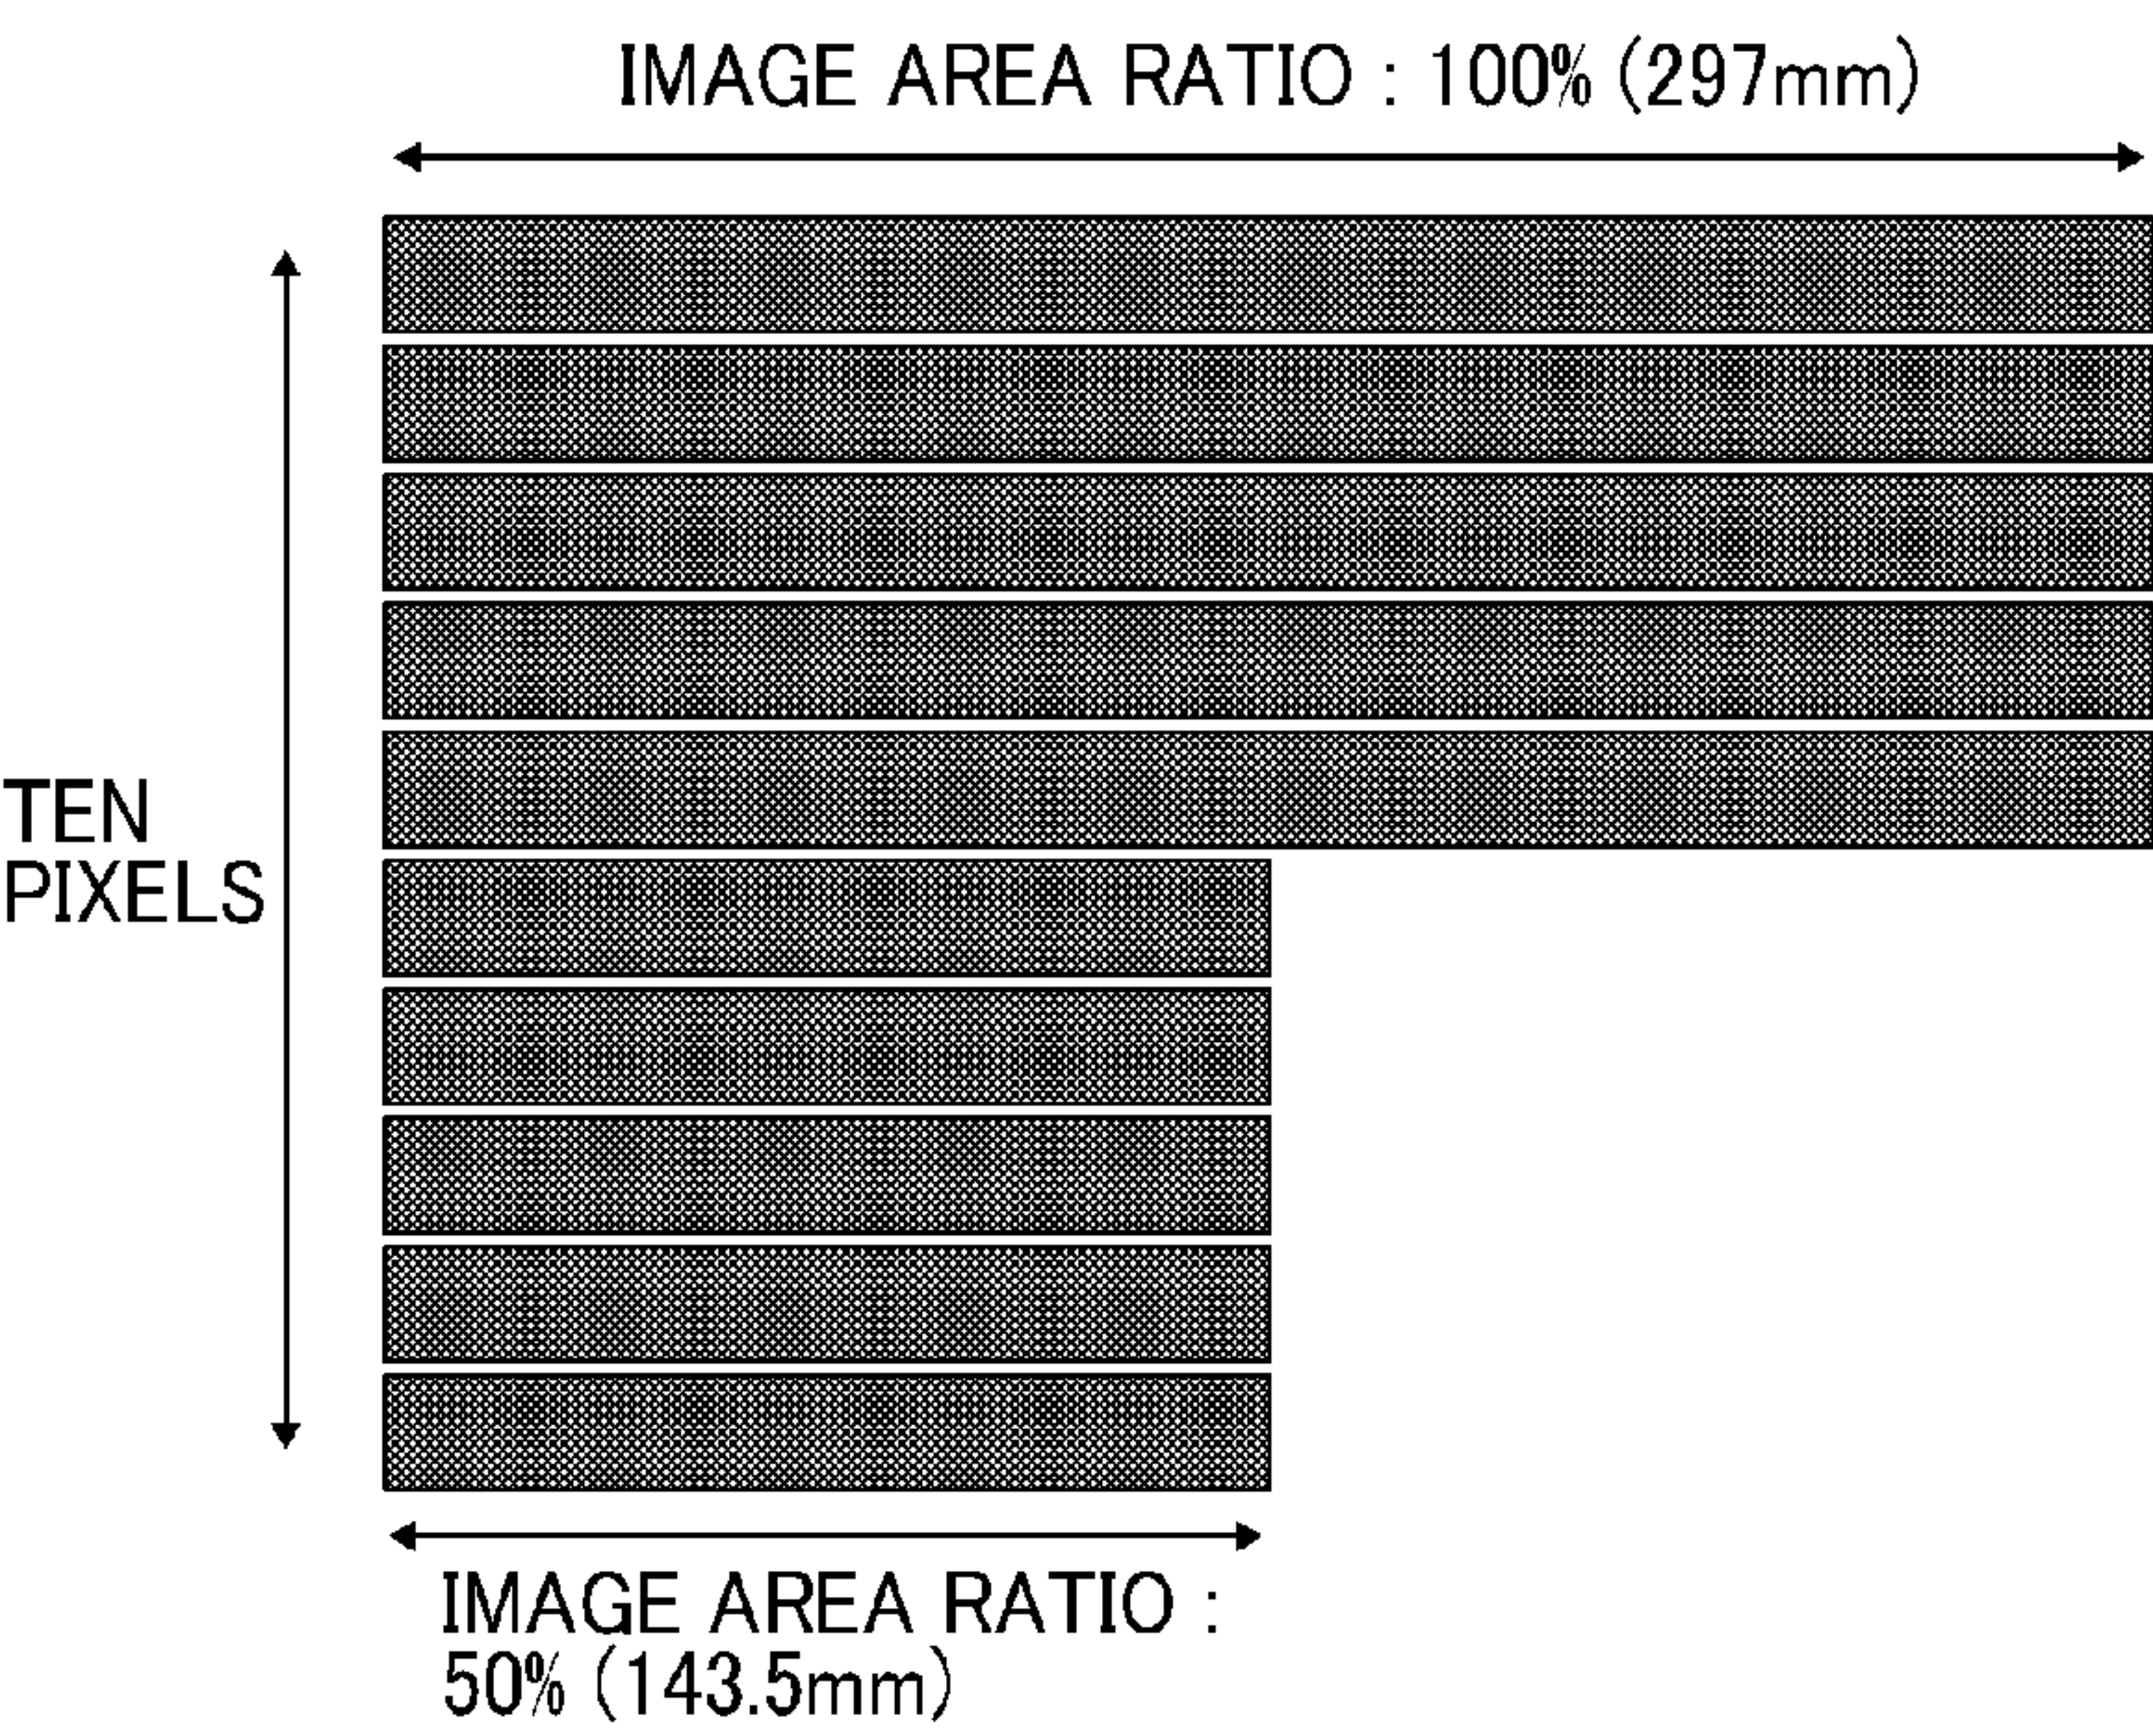 IMAGE AREA RATIO : 100% (297mm)
TEN
PIXELS
IMAGE AREA RATIO :
50% (143.5mm)